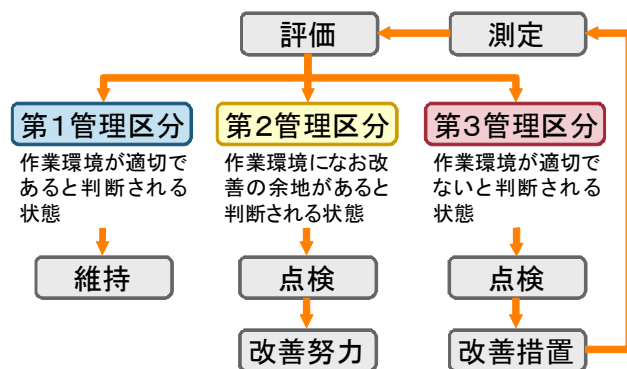 評価
測定
第1管理区分
第2管理区分
第3管理区分
作業環境が適切で
あると判断される
状態
作業環境になお改
善の余地があると
判断される状態
作業環境が適切で
ないと判断される
状態
維持
点検
点検
改善努力
改善措置